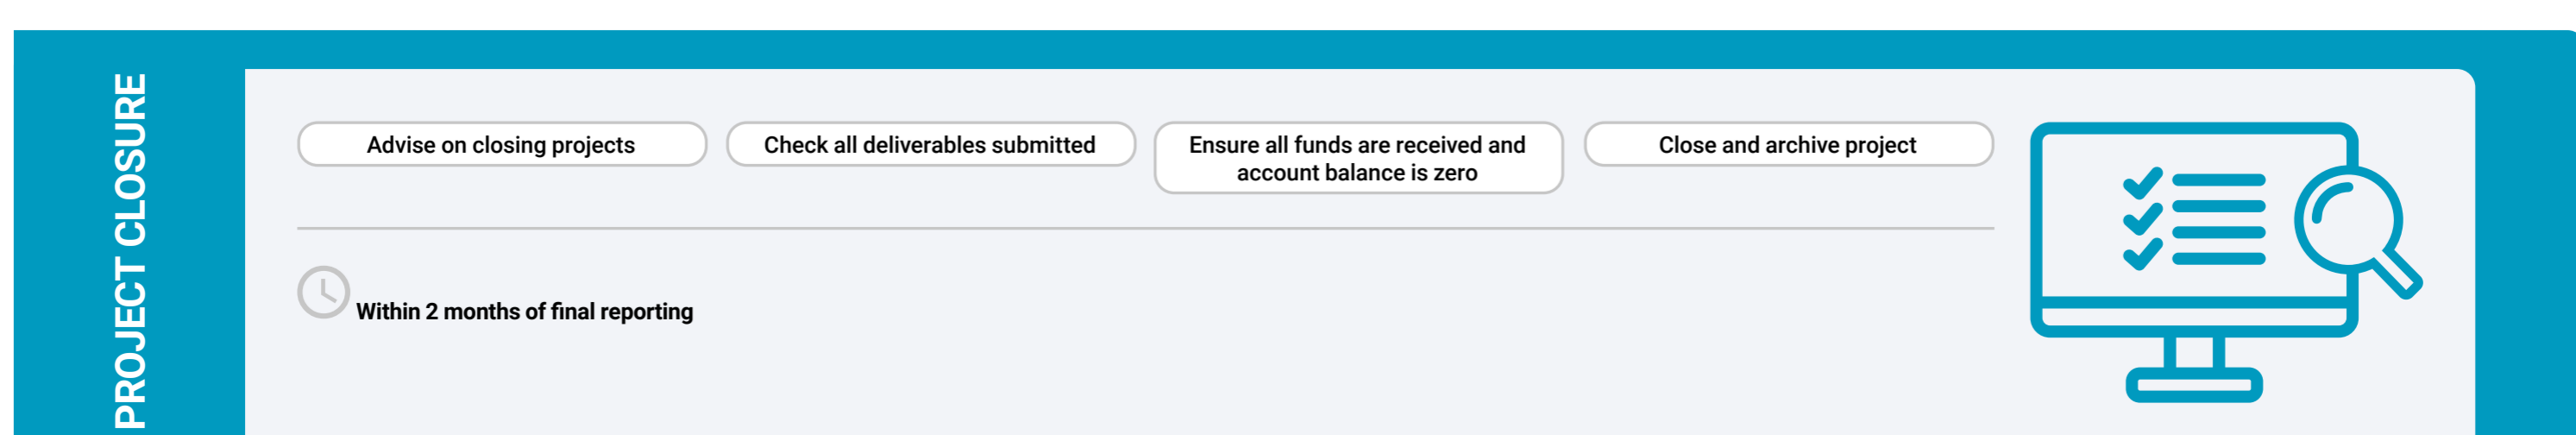 PROJECT CLOSURE
Advise on closing projects
Check all deliverables submitted
Ensure all funds are received and
account balance is zero
Close and archive project
Within 2 months of final reporting